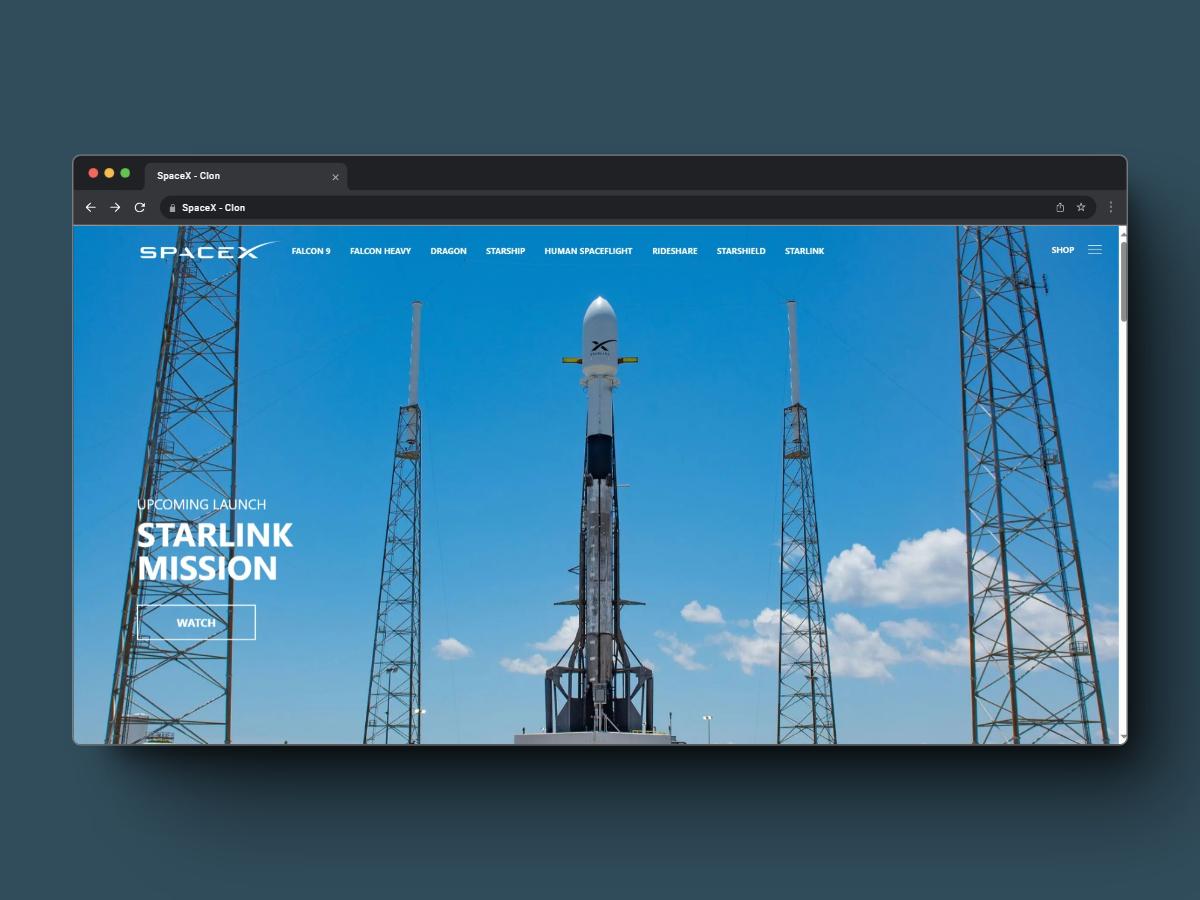 SpaceX - Clon
SpaceX - Clon
SPACEX FALCON 9 FALCON HEAVY DRAGON STARSHIP HUMAN SPACEFLIGHT RIDESHARE STARSHIELD STARLINK SHOP
X
STARLINK
UPCOMING LAUNCH
STARLINK
MISSION
WATCH